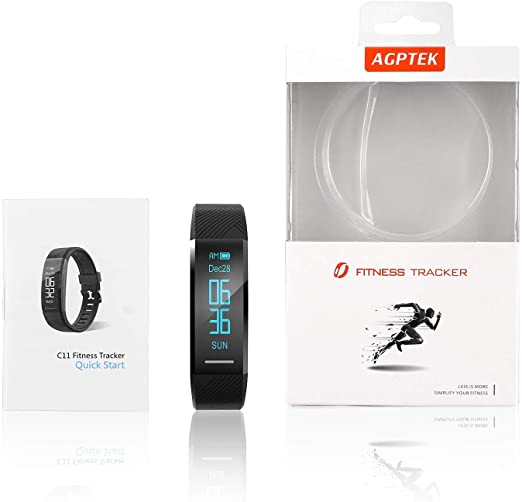 C11 Fitness Tracker
Quick Start
AM
Dec28
06
36
SUN
AGPTEK
FITNESS TRACKER
LESS IS MORE
SIMPLIFY YOUR FITNESS